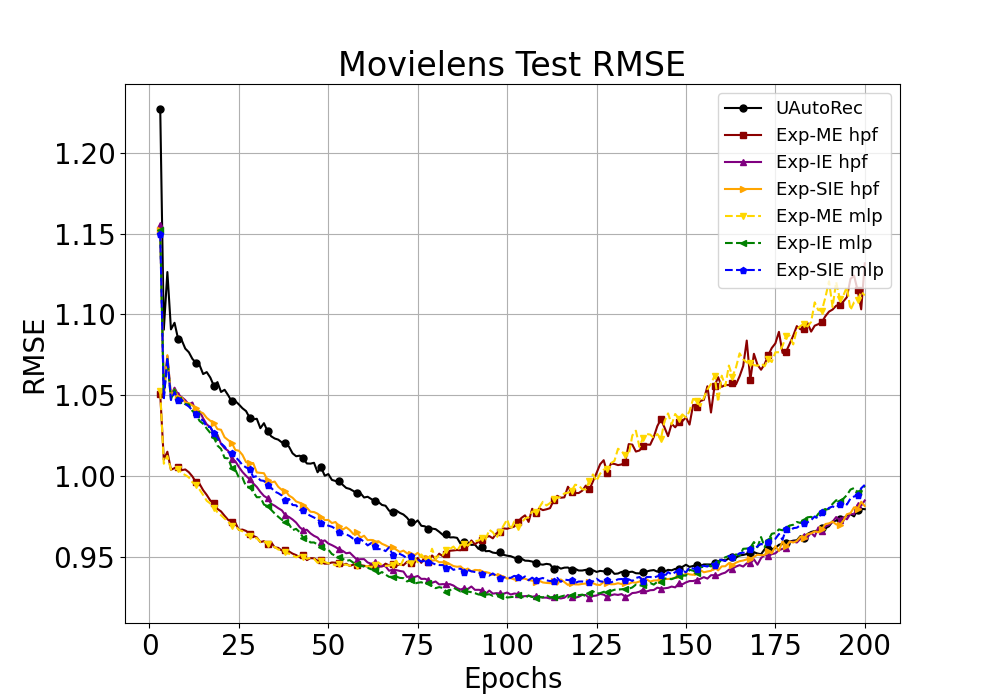 Movielens Test RMSE
UAutoRec
Exp-ME hpf
Exp-IE hpf
Exp-SIE hpf
Exp-ME mlp
Exp-IE mlp
Exp-SIE mlp
RMSE
1.20
1.15
1.10
1.05
1.00
0.95
0 25 50 75 100 125 150 175 200
Epochs